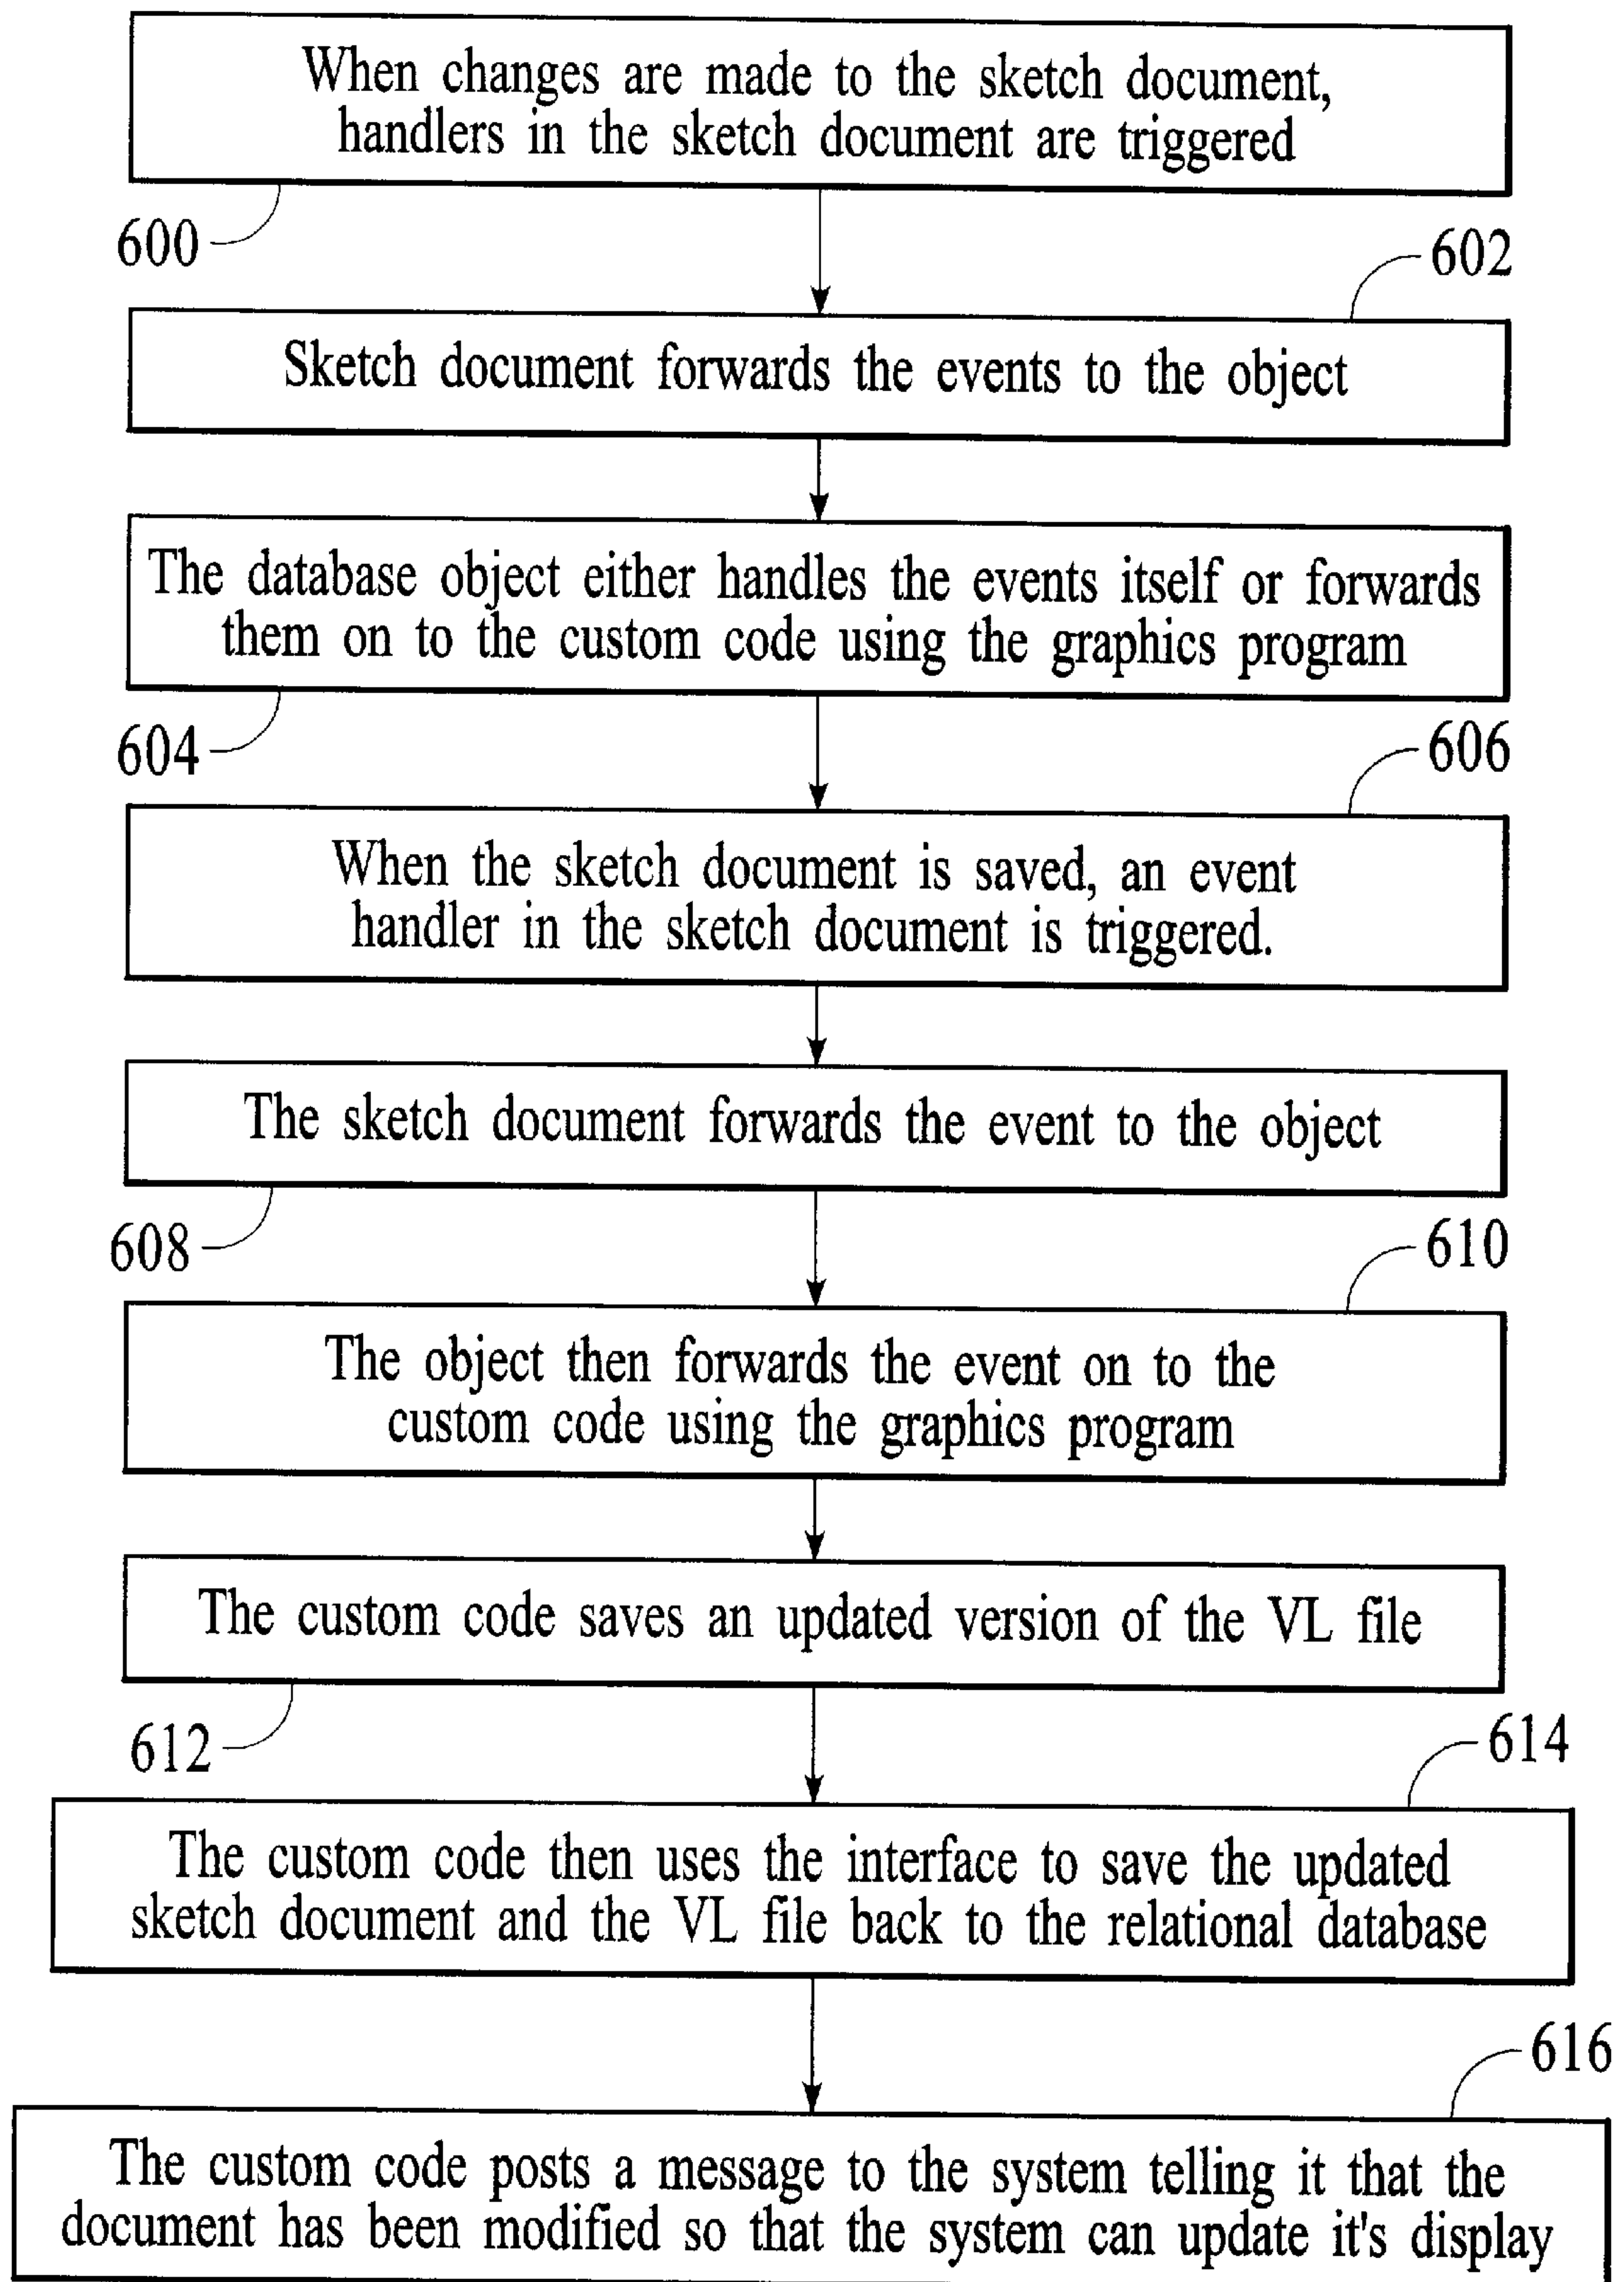 When changes are made to the sketch document,
handlers in the sketch document are triggered
600
602
Sketch document forwards the events to the object
The database object either handles the events itself or forwards
them on to the custom code using the graphics program
604
606
When the sketch document is saved, an event
handler in the sketch document is triggered.
The sketch document forwards the event to the object
608
610
The object then forwards the event on to the
custom code using the graphics program
The custom code saves an updated version of the VL file
612
614
The custom code then uses the interface to save the updated
sketch document and the VL file back to the relational database
616
The custom code posts a message to the system telling it that the
document has been modified so that the system can update it's display